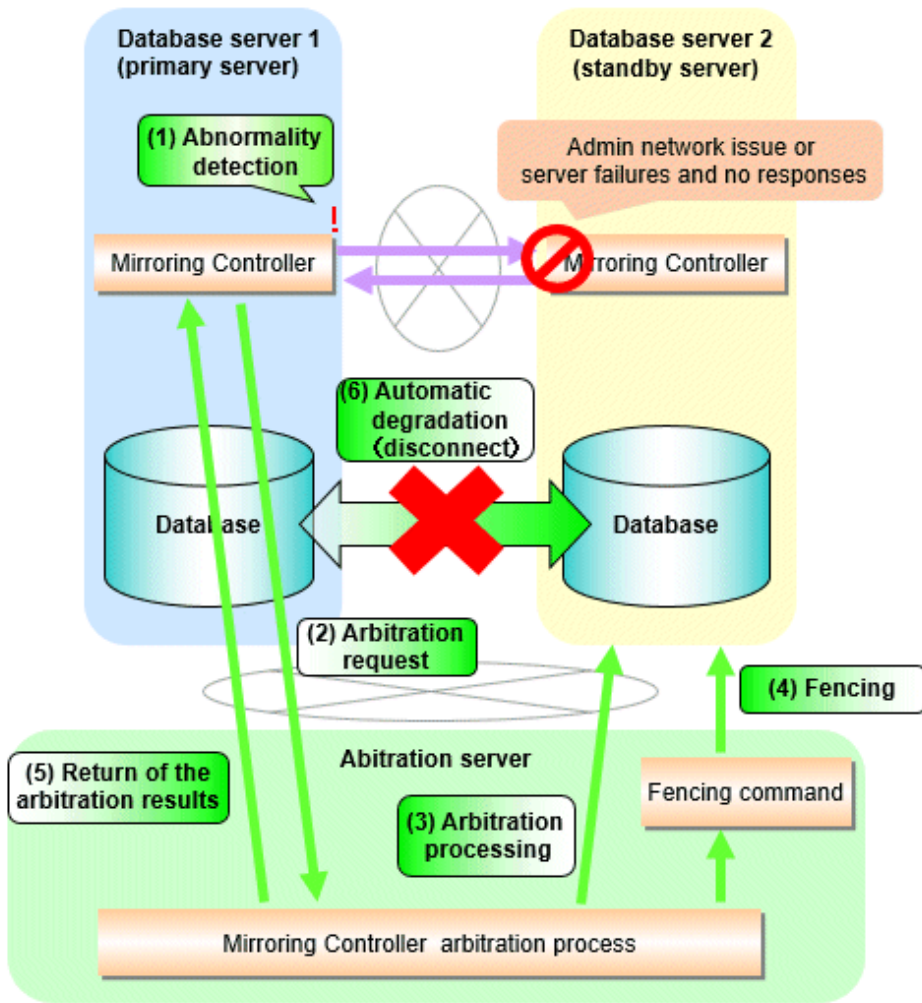 Database server 1
(primary server)
Database server 2
(standby server)
(1) Abnormality
detection
Admin network issue or
server failures and no responses
!
Mirroring Controller
Mirroring Controller
(6) Automatic
degradation
(disconnect)
Database
Database
(2) Arbitration
request
(4) Fencing
Abitration server
(5) Return of the
arbitration results
Fencing command
(3) Arbitration
processing
Mirroring Controller arbitration process